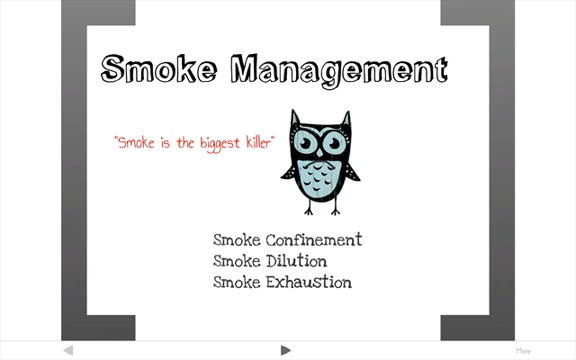 Smoke Management
"Smoke is the biggest killer"
Smoke Confinement
Smoke Dilution
Smoke Exhaustion
More